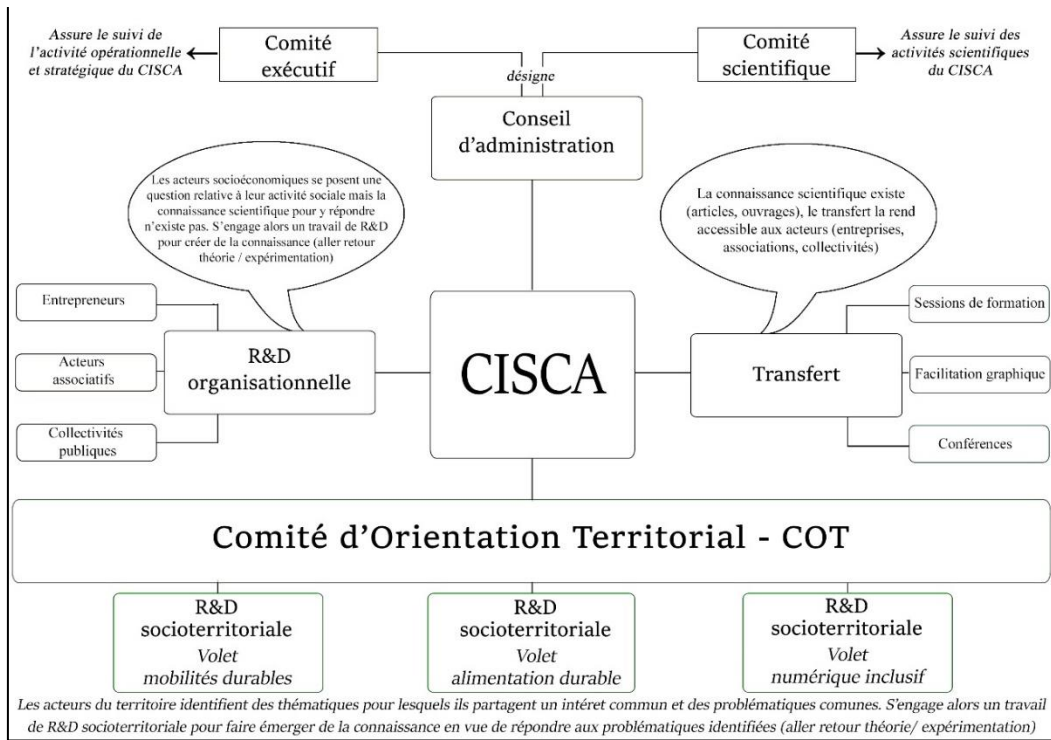 Assure le suivi de
l'activité opérationnelle
et stratégique du CISCA
Comité
exécutif
désigne
Comité
scientifique
Assure le suivi des
activités scientifiques
du CISCA
Conseil
d'administration
Les acteurs socioéconomiques se posent une
question relative à leur activité sociale mais la
connaissance scientifique pour y répondre
n'existe pas. S'engage alors un travail de R&D
pour créer de la connaissance (aller retour
théorie / expérimentation)
La connaissance scientifique existe
(articles, ouvrages), le transfert la rend
accessible aux acteurs (entreprises,
associations, collectivités)
Entrepreneurs
Acteurs
associatifs
Collectivités
publiques
R&D
organisationnelle
CISCA
Transfert
Sessions de formation
Facilitation graphique
Conférences
Comité d'Orientation Territorial - COT
R&D
socioterritoriale
Volet
mobilités durables
R&D
socioterritoriale
Volet
alimentation durable
R&D
socioterritoriale
Volet
numérique inclusif
Les acteurs du territoire identifient des thématiques pour lesquels ils partagent un intéret commun et des problématiques comunes. S'engage alors un travail
de R&D socioterritoriale pour faire émerger de la connaissance en vue de répondre aux problématiques identifiées (aller retour théorie/ expérimentation)